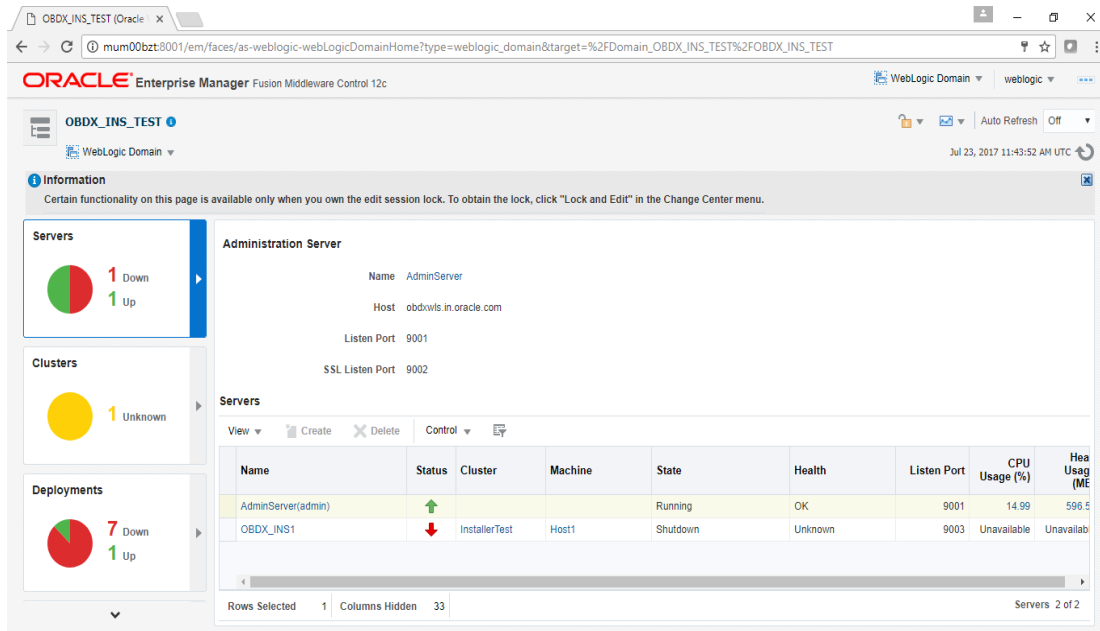 OBDX_INS_TEST (Oracle
mum00bzt:8001/em/faces/as-weblogic-webLogicDomainHome?type=weblogic_domain&target=%2FDomain_OBDX_INS_TEST%2FOBDX_INS_TEST
ORACLE Enterprise Manager Fusion Middleware Control 12c WebLogic Domain weblogic
OBDX_INS_TEST Auto Refresh Off
WebLogic Domain Jul 23, 2017 11:43:52 AM UTC
Information
Certain functionality on this page is available only when you own the edit session lock. To obtain the lock, click "Lock and Edit" in the Change Center menu.
Servers
1 Down
1 Up
Clusters
1 Unknown
Deployments
7 Down
1 Up
Administration Server
Name AdminServer
Host obdxwls.in.oracle.com
Listen Port 9001
SSL Listen Port 9002
Servers
View Create Delete Control
Name Status Cluster Machine State Health Listen Port CPU Usage (%) Hea Usag (ME
AdminServer(admin) Running OK 9001 14.99 596.5
OBDX_INS1 InstallerTest Host1 Shutdown Unknown 9003 Unavailable Unavailabl
Rows Selected 1 Columns Hidden 33 Servers 2 of 2